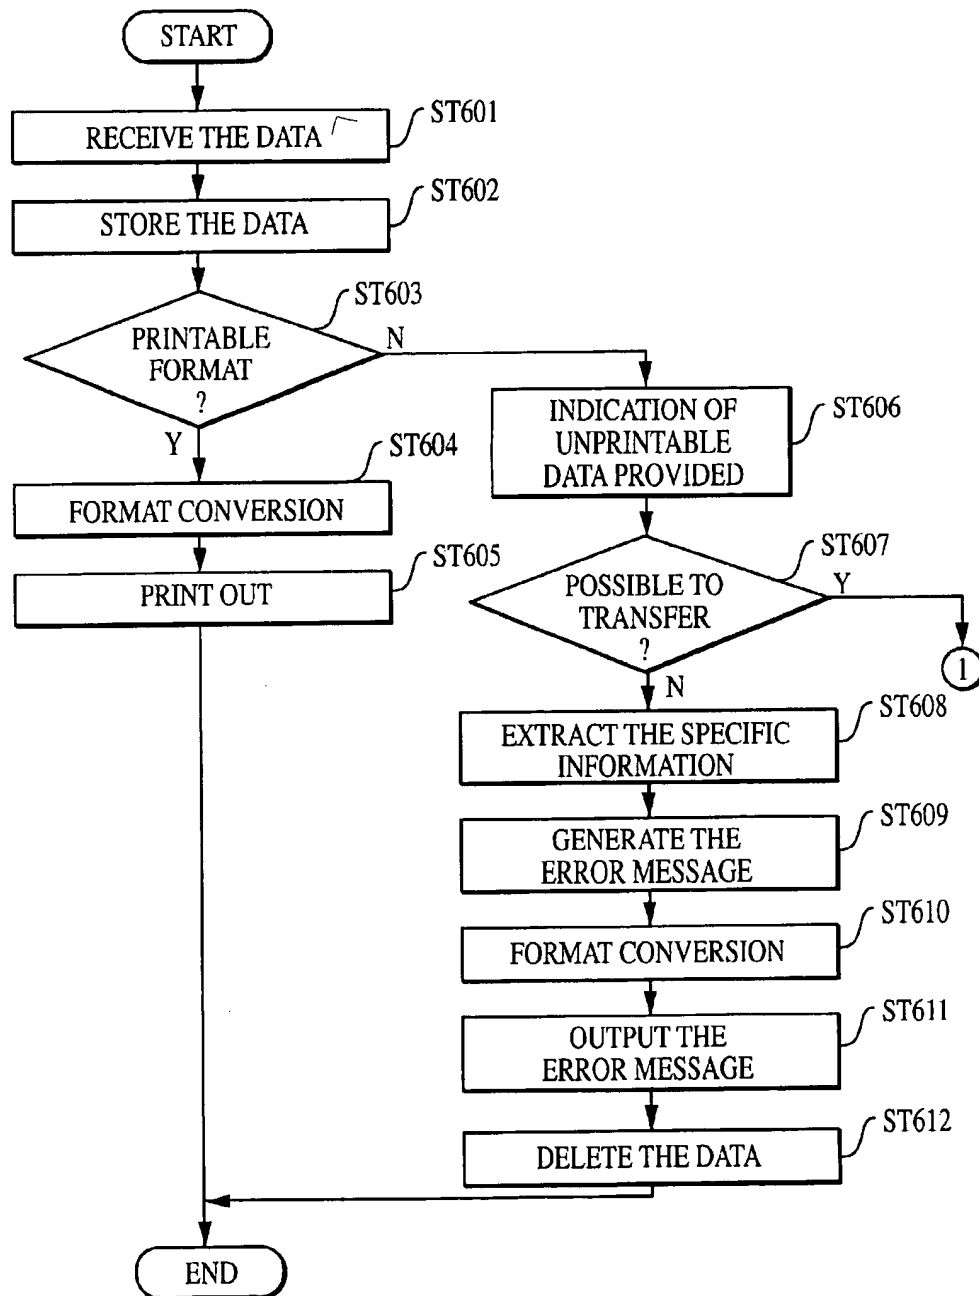 START
RECEIVE THE DATA
ST601
STORE THE DATA
ST602
PRINTABLE
FORMAT
?
ST603
N
Y
FORMAT CONVERSION
ST604
PRINT OUT
ST605
INDICATION OF
UNPRINTABLE
DATA PROVIDED
ST606
POSSIBLE TO
TRANSFER
?
ST607
Y
1
N
EXTRACT THE SPECIFIC
INFORMATION
ST608
GENERATE THE
ERROR MESSAGE
ST609
FORMAT CONVERSION
ST610
OUTPUT THE
ERROR MESSAGE
ST611
DELETE THE DATA
ST612
END